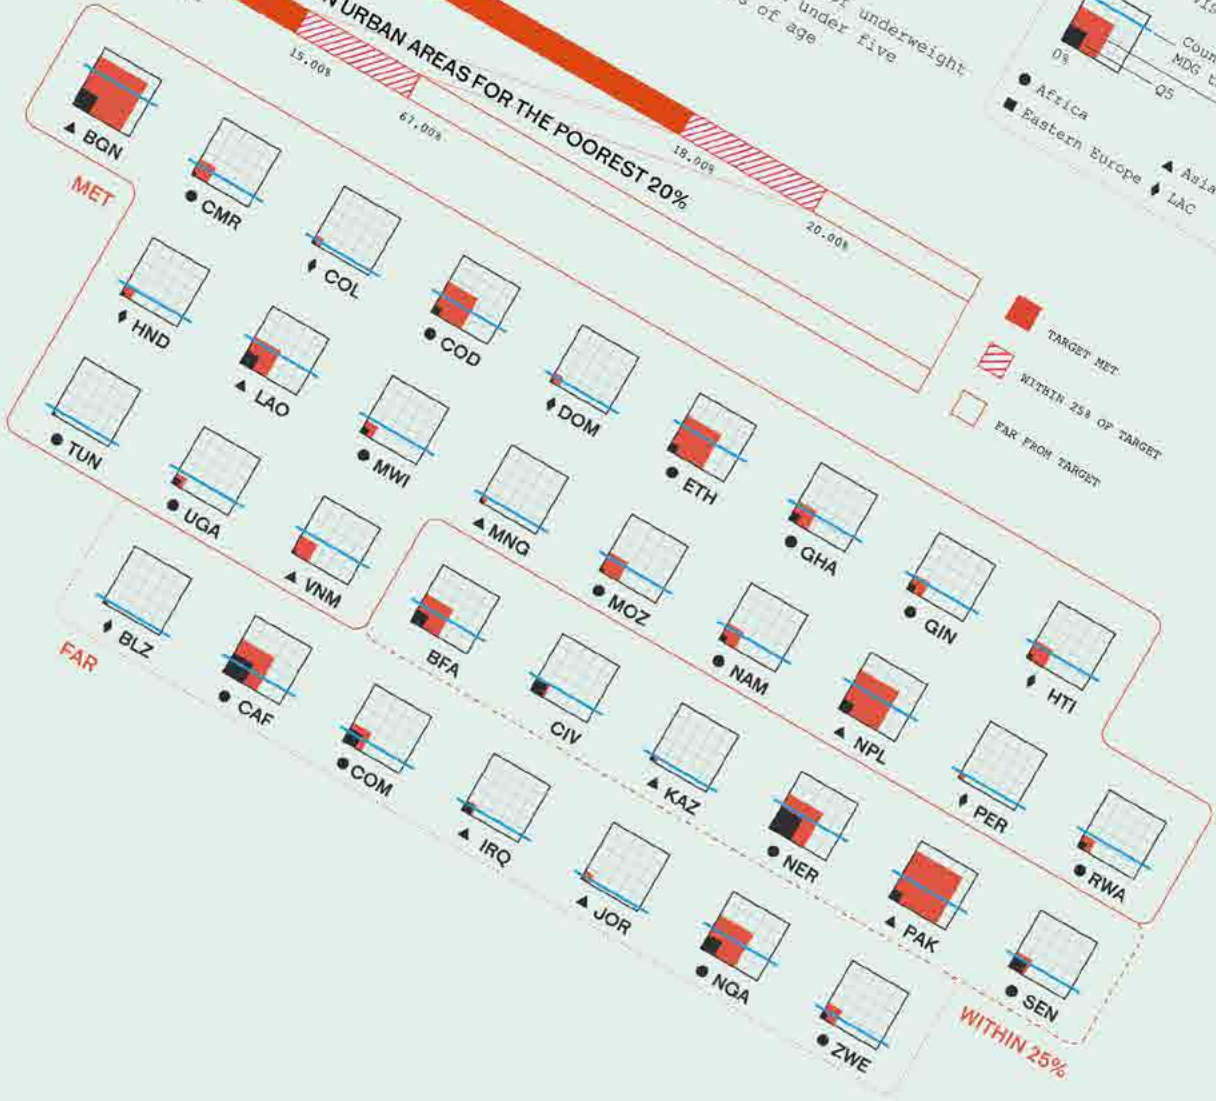 N URBAN AREAS FOR THE POOREST 20%
15.00%
67.00%
18.00%
20.00%
underweight
under five
s of age
Coun
MDG t
Q5
0%
Africa
Eastern Europe
Asia
LAC
TARGET MET
WITHIN 25% OF TARGET
FAR FROM TARGET
MET
BGN
CMR
COL
COD
DOM
ETH
GHA
GIN
HTI
HND
LAO
MWI
MNG
MOZ
NAM
NPL
PER
RWA
TUN
UGA
VNM
BFA
CIV
KAZ
NER
PAK
SEN
WITHIN 25%
FAR
BLZ
CAF
COM
IRQ
JOR
NGA
ZWE